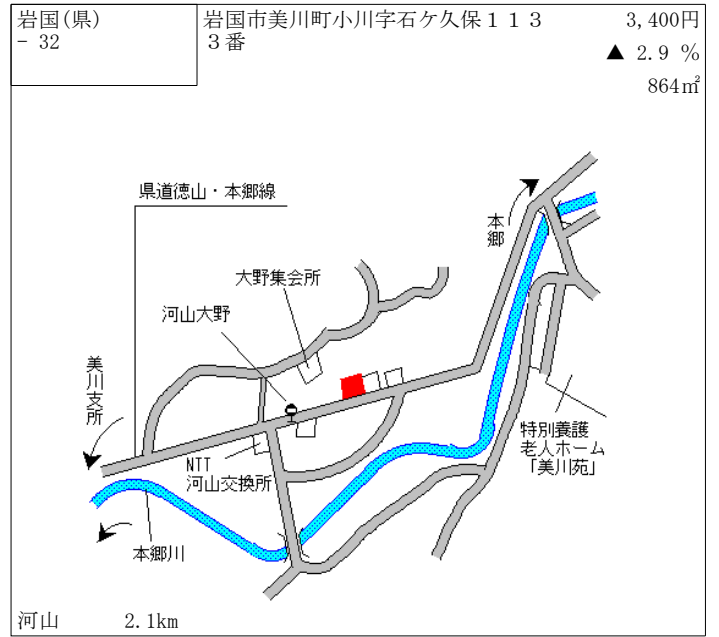 岩国(県)
- 32
岩国市美川町小川字石ケ久保１１３
３番
3,400円
▲ 2.9 %
864㎡
県道徳山・本郷線
本郷
大野集会所
河山大野
美川支所
特別養護
老人ホーム
「美川苑」
NTT
河山交換所
本郷川
河山 2.1km